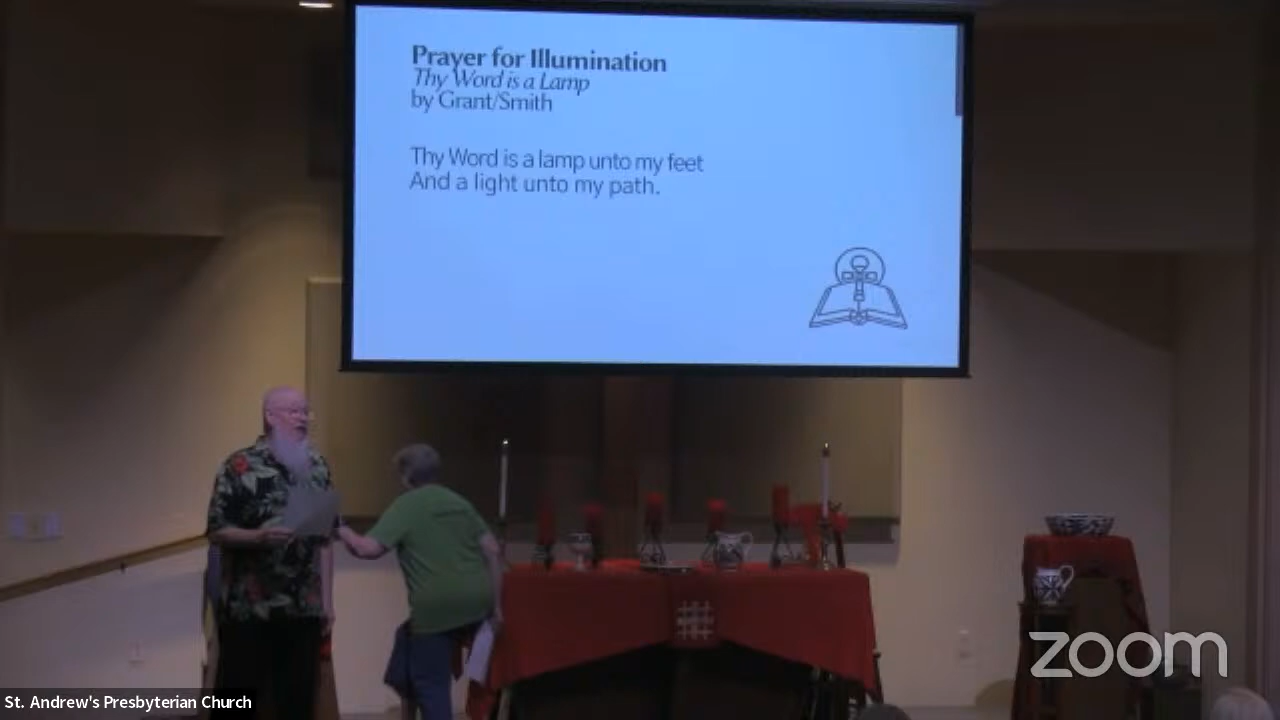 Prayer for Illumination
Thy Word is a Lamp
by Grant/Smith
Thy Word is a lamp unto my feet
And a light unto my path.
zoom
St. Andrew's Presbyterian Church